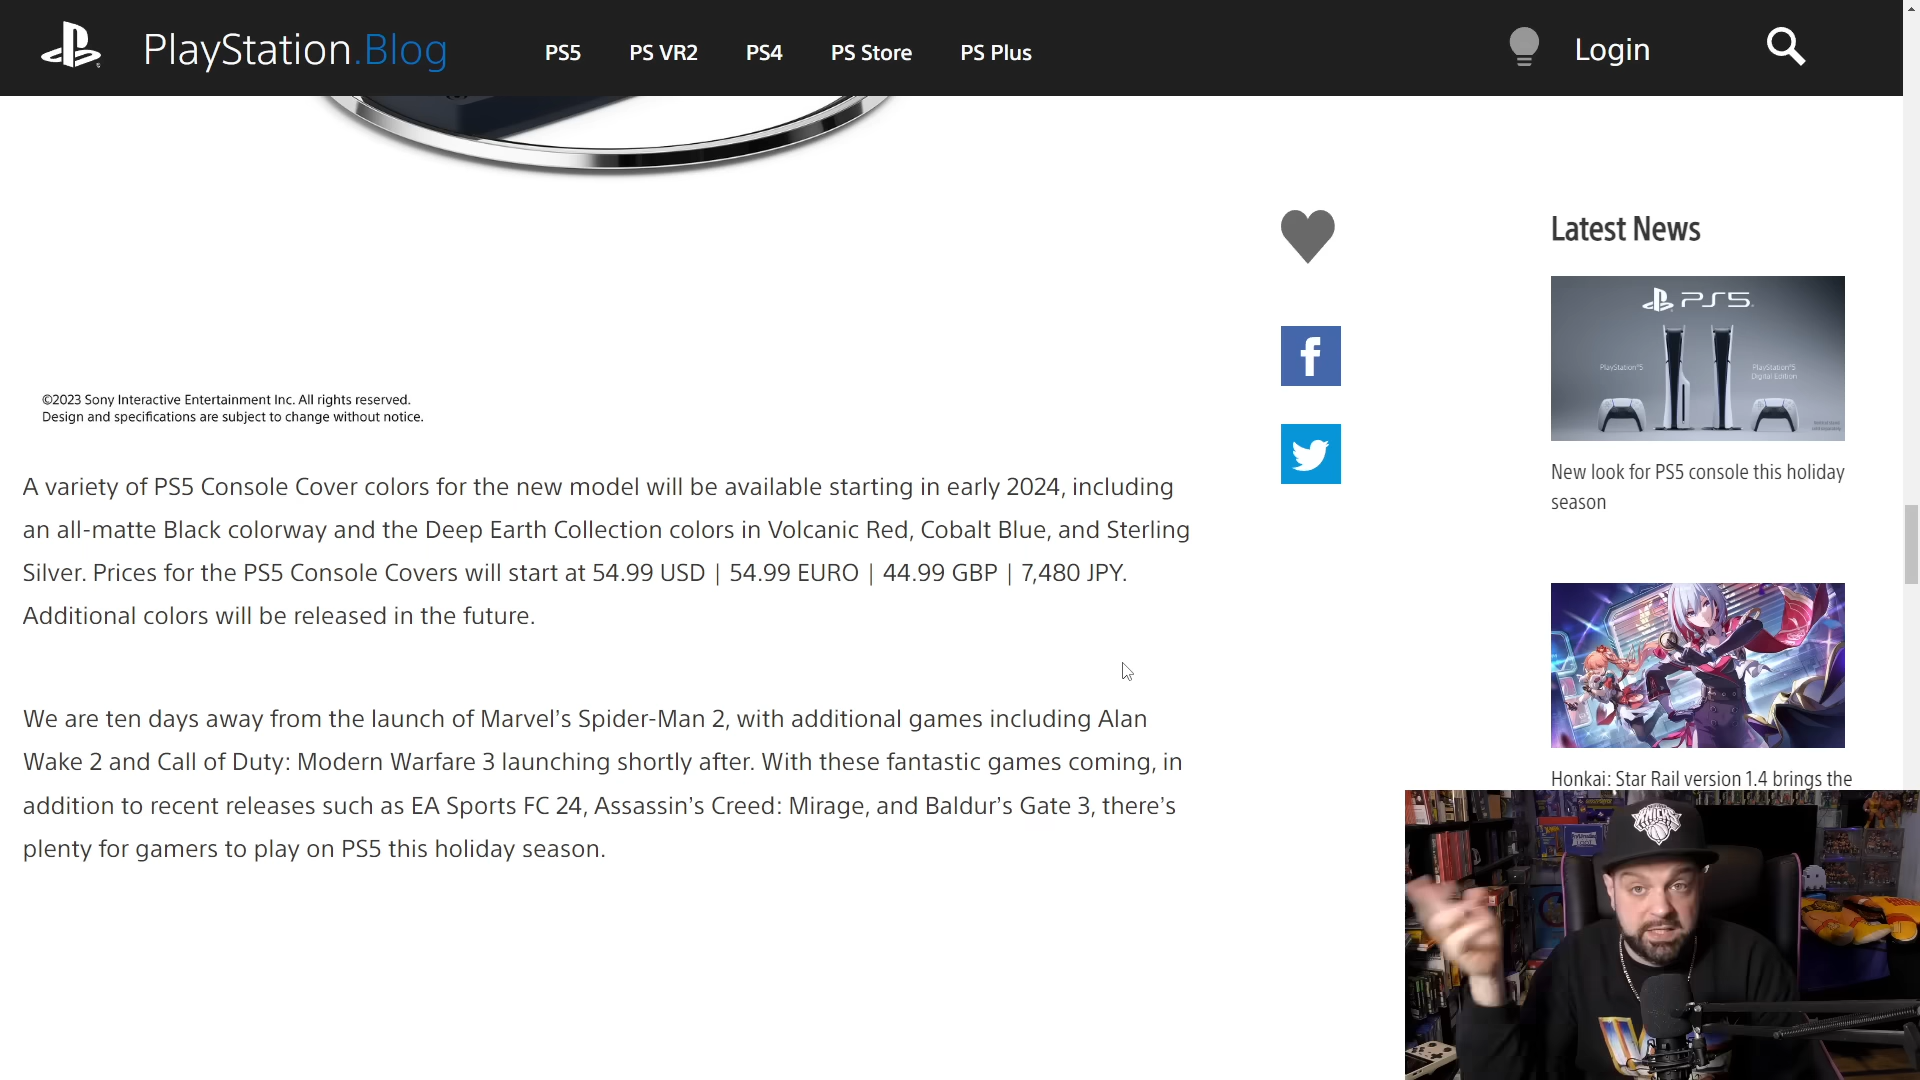 PlayStation.Blog
PS5
PS VR2
PS4
PS Store
PS Plus
Login
©2023 Sony Interactive Entertainment Inc. All rights reserved.
Design and specifications are subject to change without notice.
A variety of PS5 Console Cover colors for the new model will be available starting in early 2024, including
an all-matte Black colorway and the Deep Earth Collection colors in Volcanic Red, Cobalt Blue, and Sterling
Silver. Prices for the PS5 Console Covers will start at 54.99 USD | 54.99 EURO | 44.99 GBP | 7,480 JPY.
Additional colors will be released in the future.
We are ten days away from the launch of Marvel’s Spider-Man 2, with additional games including Alan
Wake 2 and Call of Duty: Modern Warfare 3 launching shortly after. With these fantastic games coming, in
addition to recent releases such as EA Sports FC 24, Assassin’s Creed: Mirage, and Baldur’s Gate 3, there’s
plenty for gamers to play on PS5 this holiday season.
Latest News
PS5
PlayStation®5
PlayStation®5
Digital Edition
New look for PS5 console this holiday
season
Honkai: Star Rail version 1.4 brings the
KNICKS